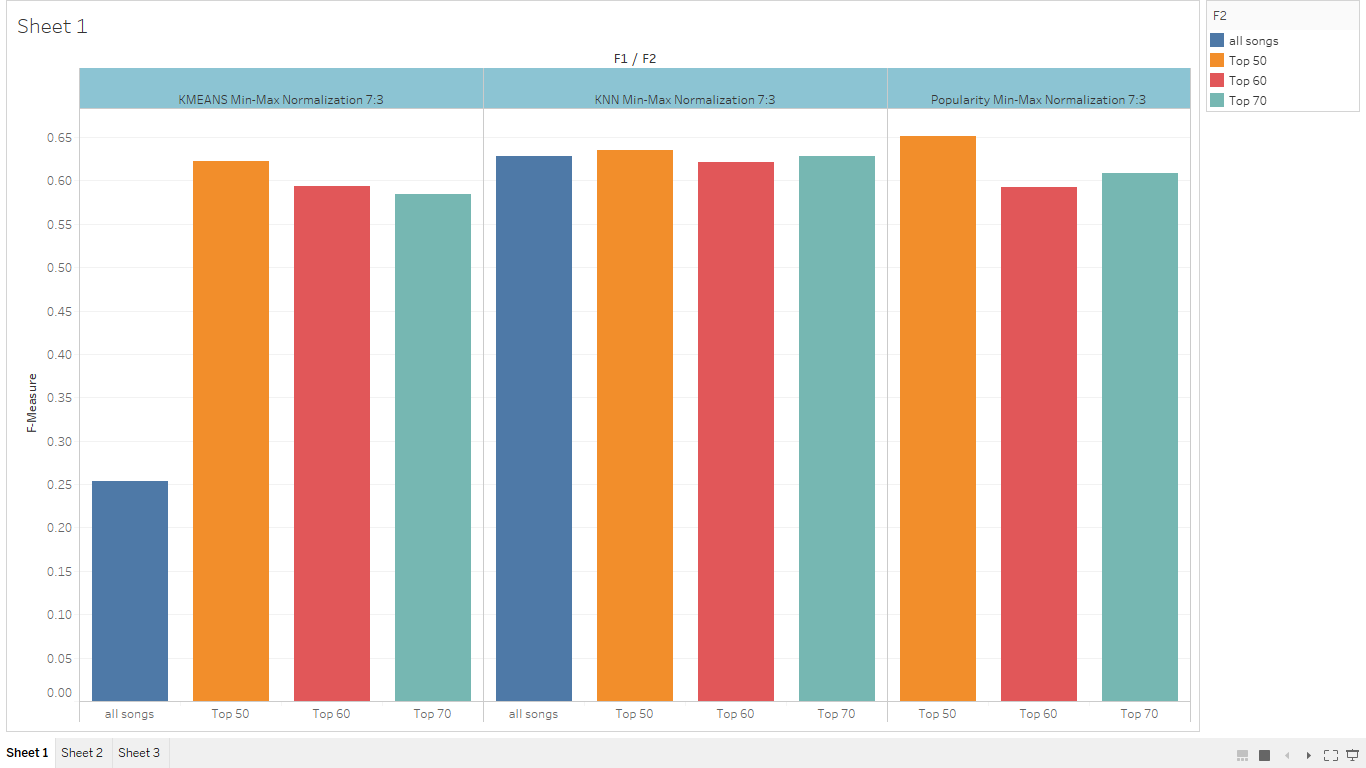 Sheet 1
F1 / F2
KMEANS Min-Max Normalization 7:3 KNN Min-Max Normalization 7:3 Popularity Min-Max Normalization 7:3
0.65
0.60
0.55
0.50
0.45
0.40
0.35
0.30
0.25
0.20
0.15
0.10
0.05
0.00
F-Measure
all songs Top 50 Top 60 Top 70 all songs Top 50 Top 60 Top 70 Top 50 Top 60 Top 70
F2
all songs
Top 50
Top 60
Top 70
Sheet 1 Sheet 2 Sheet 3